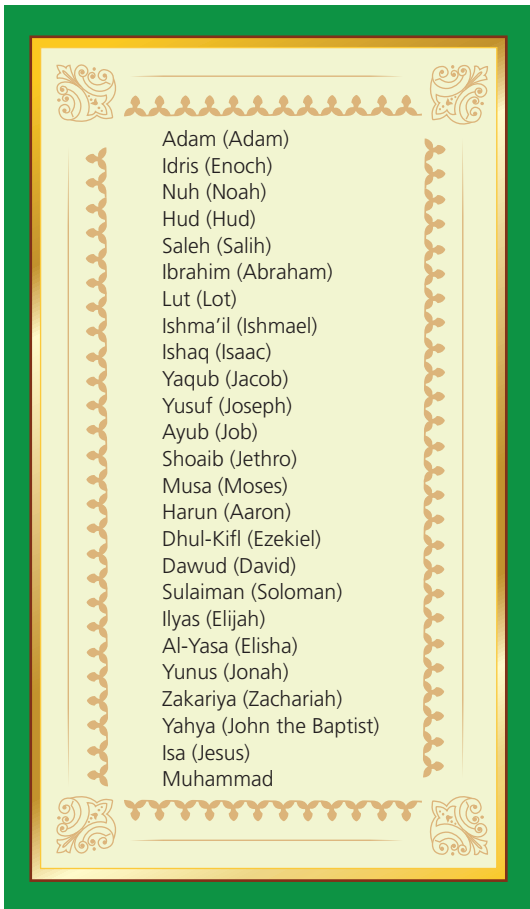 Adam (Adam)
Idris (Enoch)
Nuh (Noah)
Hud (Hud)
Saleh (Salih)
Ibrahim (Abraham)
Lut (Lot)
Ishma’il (Ishmael)
Ishaq (Isaac)
Yaqub (Jacob)
Yusuf (Joseph)
Ayub (Job)
Shoaib (Jethro)
Musa (Moses)
Harun (Aaron)
Dhul-Kifl (Ezekiel)
Dawud (David)
Sulaiman (Soloman)
Ilyas (Elijah)
Al-Yasa (Elisha)
Yunus (Jonah)
Zakariya (Zachariah)
Yahya (John the Baptist)
Isa (Jesus)
Muhammad